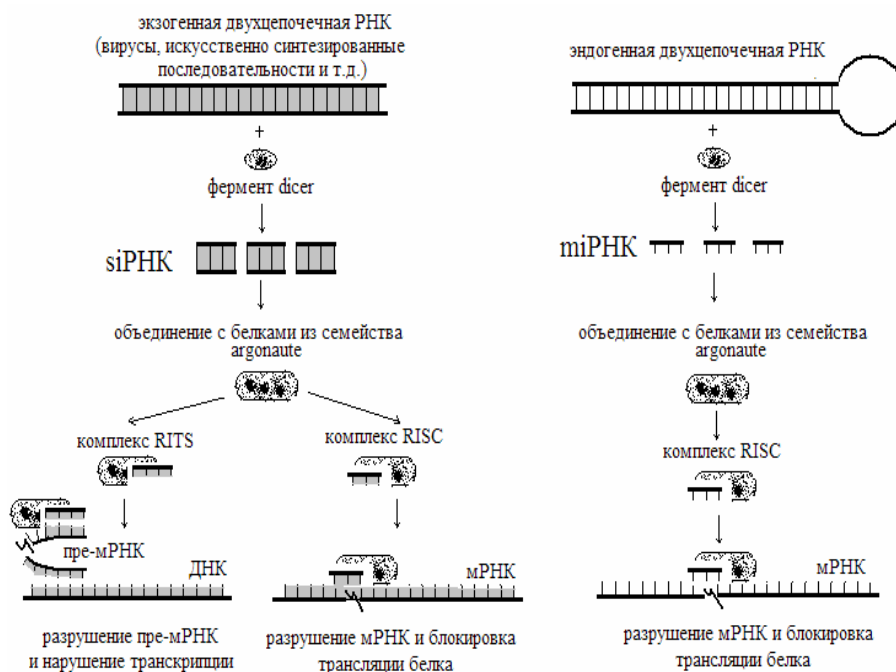 экзогенная двухцепочечная РНК
(вирусы, искусственно синтезированные
последовательности и т.д.)
+
фермент dicer
siРНК
объединение с белками из семейства
argonaute
комплекс RITS
комплекс RISC
пре-мРНК
ДНК
мРНК
разрушение пре-мРНК
и нарушение транскрипции
разрушение мРНК и блокировка
трансляции белка
эндогенная двухцепочечная РНК
+
фермент dicer
miРНК
объединение с белками из семейства
argonaute
комплекс RISC
мРНК
разрушение мРНК и блокировка
трансляции белка